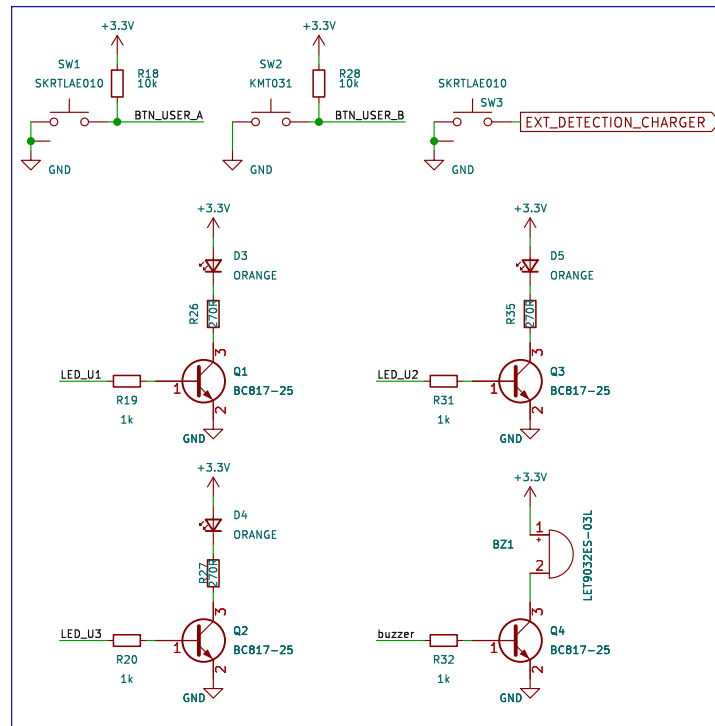 +3.3V
+3.3V
SW1
SKRTLAE010
R18
10k
BTN_USER_A
GND
SW2
KMT031
R28
10k
BTN_USER_B
GND
SKRTLAE010
SW3
EXT_DETECTION_CHARGER
GND
+3.3V
D3
ORANGE
R26
270R
3
LED_U1
R19
1k
1
Q1
BC817-25
2
GND
+3.3V
D5
ORANGE
R35
270R
3
LED_U2
R31
1k
1
Q3
BC817-25
2
GND
+3.3V
D4
ORANGE
R27
270R
3
LED_U3
R20
1k
1
Q2
BC817-25
2
GND
+3.3V
BZ1
1
+
2
LET9032ES-03L
3
buzzer
R32
1k
1
Q4
BC817-25
2
GND